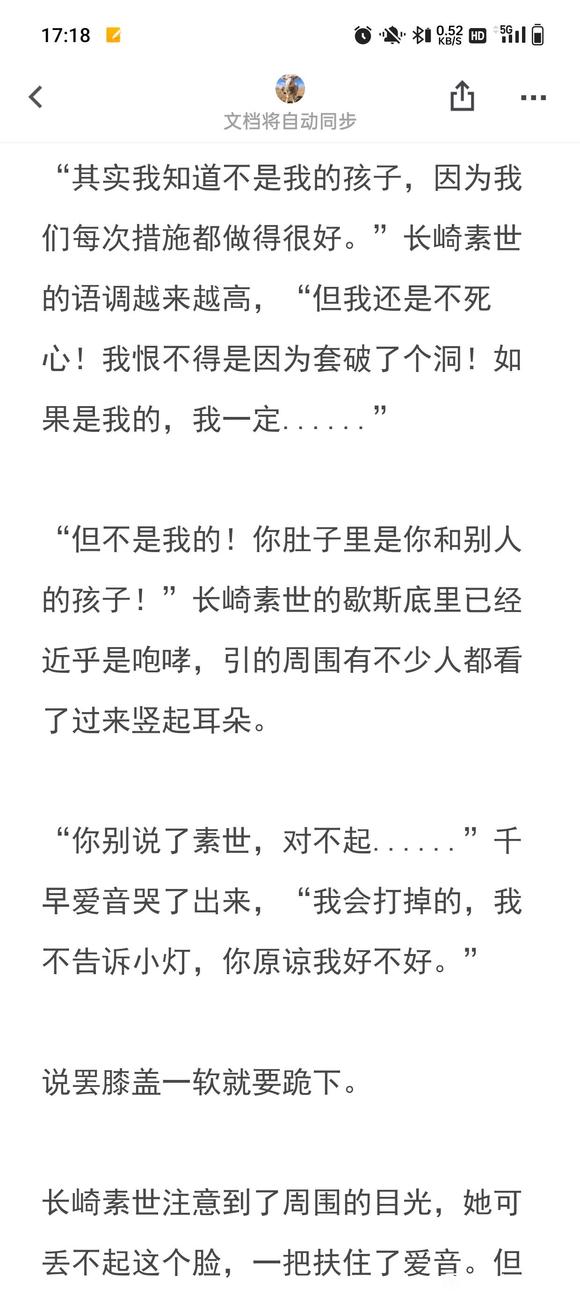 17:18
0.52
KB/S
HD
5G
文档将自动同步
“其实我知道不是我的孩子，因为我
们每次措施都做得很好。”长崎素世
的语调越来越高，“但我还是不死
心！我恨不得是因为套破了个洞！如
果是我的，我一定......”
“但不是我的！你肚子里是你和别人
的孩子！”长崎素世的歇斯底里已经
近乎是咆哮，引的周围有不少人都看
了过来竖起耳朵。
“你别说了素世，对不起......”千
早爱音哭了出来，“我会打掉的，我
不告诉小灯，你原谅我好不好。”
说罢膝盖一软就要跪下。
长崎素世注意到了周围的目光，她可
丢不起这个脸，一把扶住了爱音。但